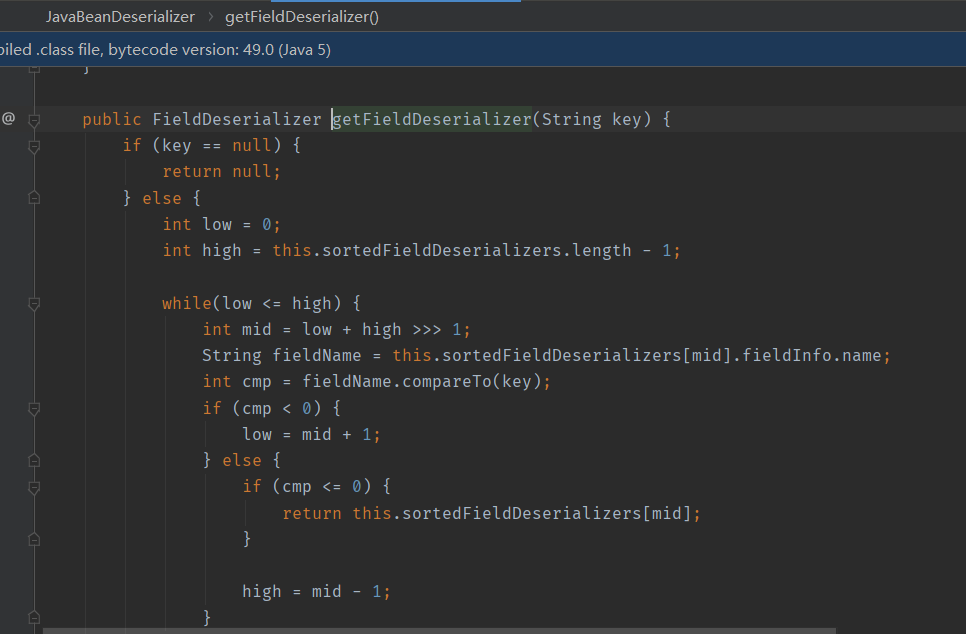 JavaBeanDeserializer › getFieldDeserializer()
piled .class file, bytecode version: 49.0 (Java 5)
}
@ public FieldDeserializer getFieldDeserializer(String key) {
if (key == null) {
return null;
} else {
int low = 0;
int high = this.sortedFieldDeserializers.length - 1;
while(low <= high) {
int mid = low + high >>> 1;
String fieldName = this.sortedFieldDeserializers[mid].fieldInfo.name;
int cmp = fieldName.compareTo(key);
if (cmp < 0) {
low = mid + 1;
} else {
if (cmp <= 0) {
return this.sortedFieldDeserializers[mid];
}
high = mid - 1;
}